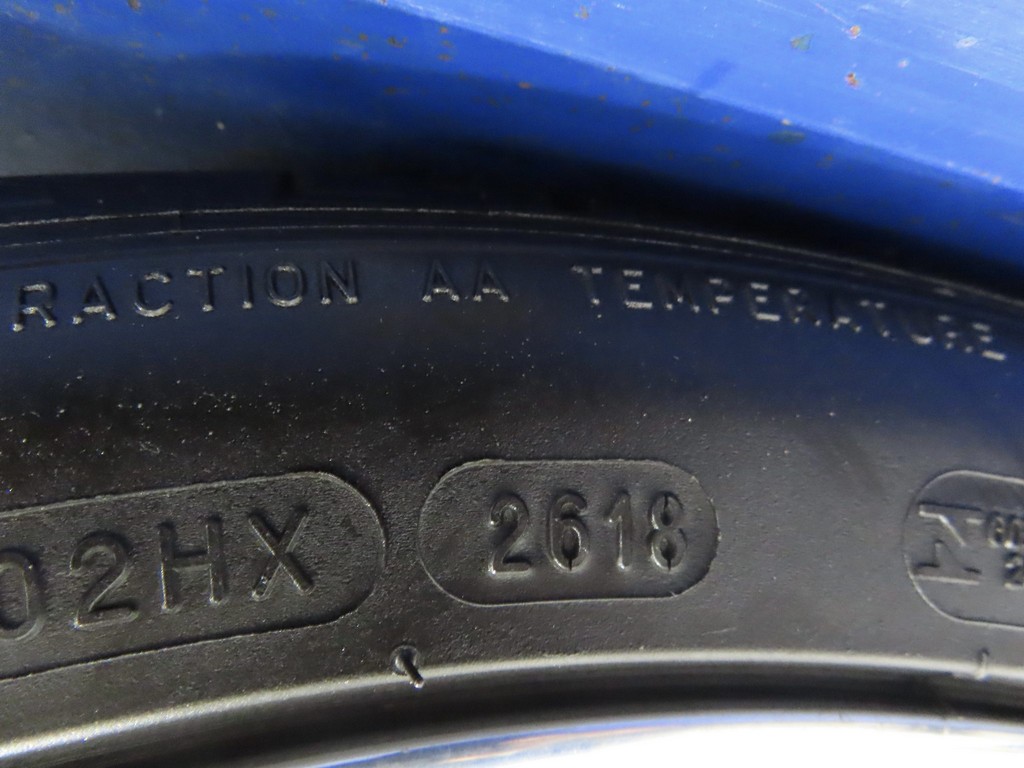 RACTION AA TEMPERATURE
02HX 2618 N